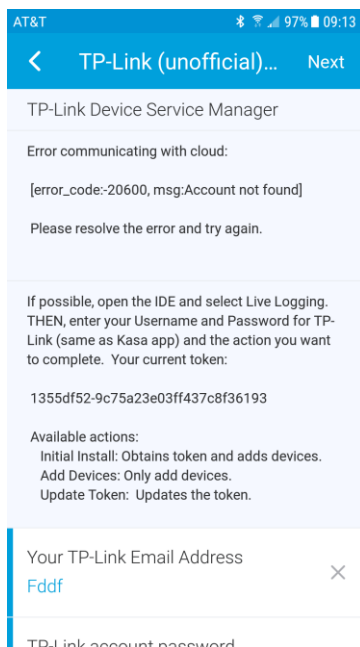 AT&T 97% 09:13
TP-Link (unofficial)... Next
TP-Link Device Service Manager
Error communicating with cloud:
[error_code:-20600, msg:Account not found]
Please resolve the error and try again.
If possible, open the IDE and select Live Logging.
THEN, enter your Username and Password for TP-
Link (same as Kasa app) and the action you want
to complete.  Your current token:
1355df52-9c75a23e03ff437c8f36193
Available actions:
Initial Install: Obtains token and adds devices.
Add Devices: Only add devices.
Update Token:  Updates the token.
Your TP-Link Email Address
Fddf
TP-Link account password